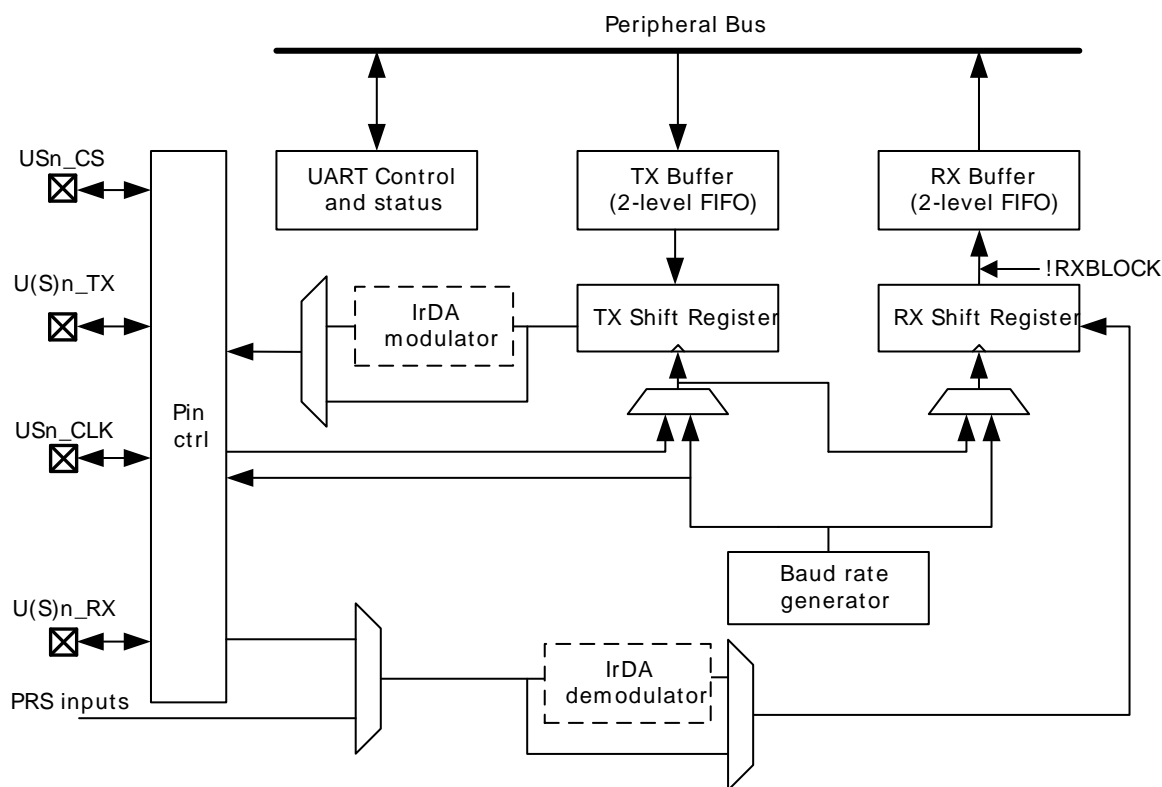 Peripheral Bus
USn_CS
UART Control
and status
TX Buffer
(2-level FIFO)
RX Buffer
(2-level FIFO)
!RXBLOCK
U(S)n_TX
IrDA
modulator
TX Shift Register
RX Shift Register
Pin
ctrl
USn_CLK
Baud rate
generator
U(S)n_RX
IrDA
demodulator
PRS inputs